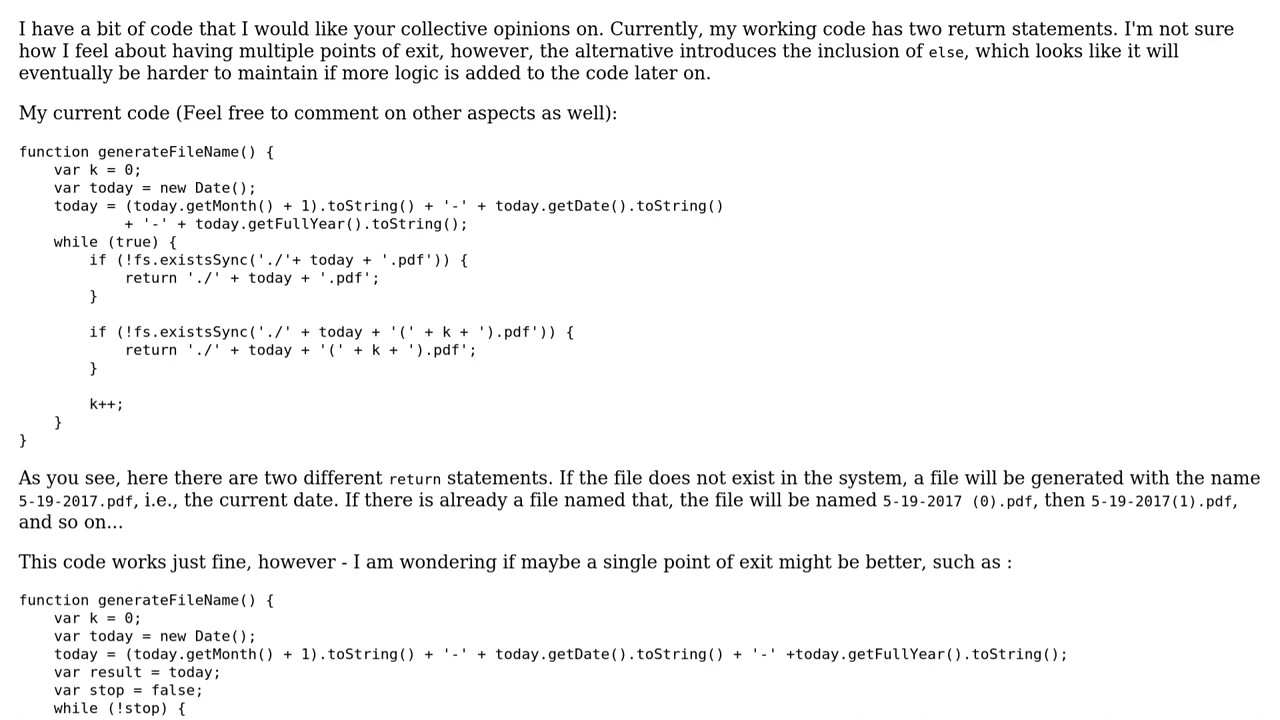 I have a bit of code that I would like your collective opinions on. Currently, my working code has two return statements. I'm not sure
how I feel about having multiple points of exit, however, the alternative introduces the inclusion of else, which looks like it will
eventually be harder to maintain if more logic is added to the code later on.
My current code (Feel free to comment on other aspects as well):
function generateFileName() {
    var k = 0;
    var today = new Date();
    today = (today.getMonth() + 1).toString() + '-' + today.getDate().toString()
            + '-' + today.getFullYear().toString();
    while (true) {
        if (!fs.existsSync('./'+ today + '.pdf')) {
            return './' + today + '.pdf';
        }
        if (!fs.existsSync('./' + today + '(' + k + ').pdf')) {
            return './' + today + '(' + k + ').pdf';
        }
        k++;
    }
}
As you see, here there are two different return statements. If the file does not exist in the system, a file will be generated with the name
5-19-2017.pdf, i.e., the current date. If there is already a file named that, the file will be named 5-19-2017 (0).pdf, then 5-19-2017(1).pdf,
and so on...
This code works just fine, however - I am wondering if maybe a single point of exit might be better, such as :
function generateFileName() {
    var k = 0;
    var today = new Date();
    today = (today.getMonth() + 1).toString() + '-' + today.getDate().toString() + '-' +today.getFullYear().toString();
    var result = today;
    var stop = false;
    while (!stop) {